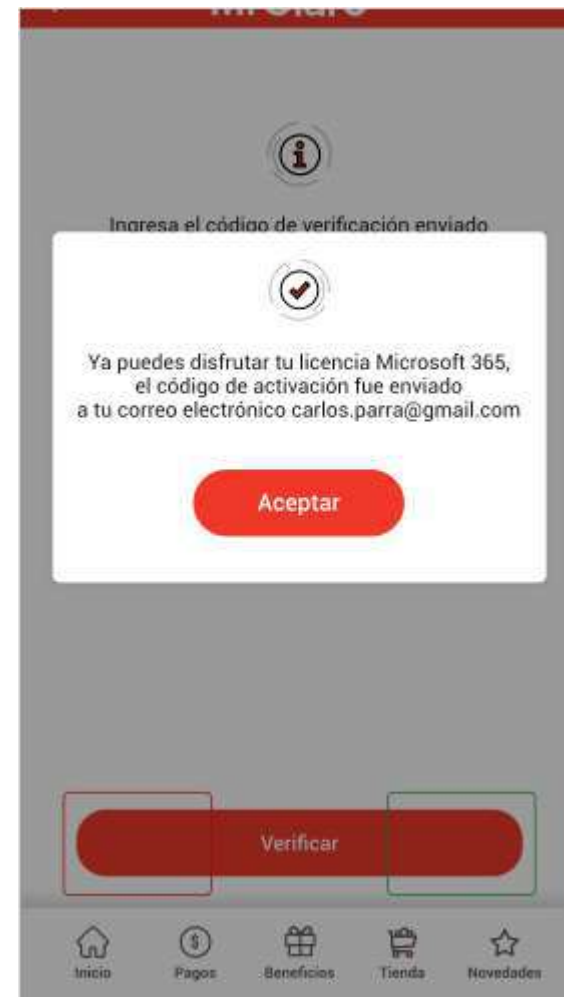 Ingresa el código de verificación enviado
Ya puedes disfrutar tu licencia Microsoft 365,
el código de activación fue enviado
a tu correo electrónico carlos.parra@gmail.com
Aceptar
Verificar
Inicio Pagos Beneficios Tienda Novedades